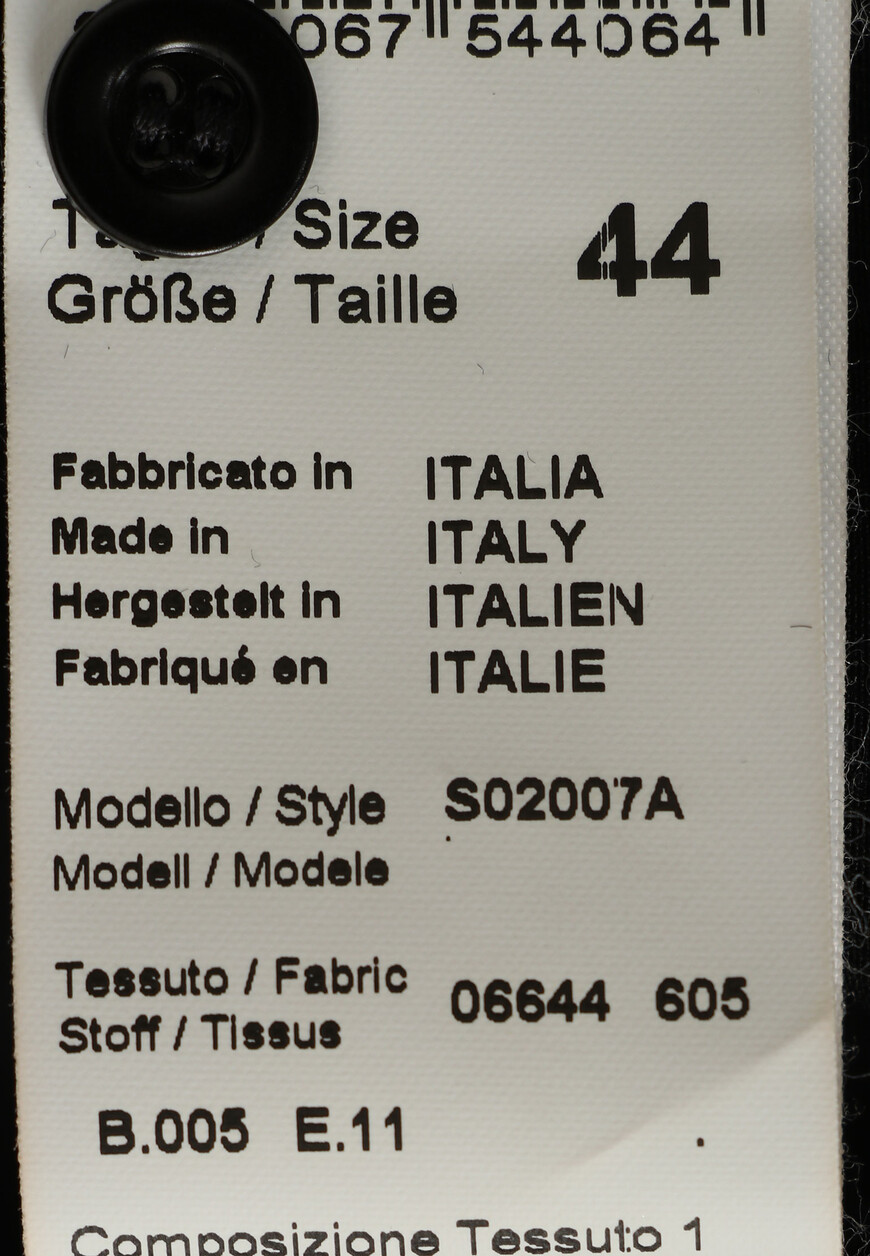 067 544064
/ Size 44
Größe / Taille
Fabbricato in ITALIA
Made in ITALY
Hergestelt in ITALIEN
Fabriqué en ITALIE
Modello / Style S02007A
Modell / Modele
Tessuto / Fabric 06644 605
Stoff / Tissus
B.005 E.11
Composizione Tessuto 1